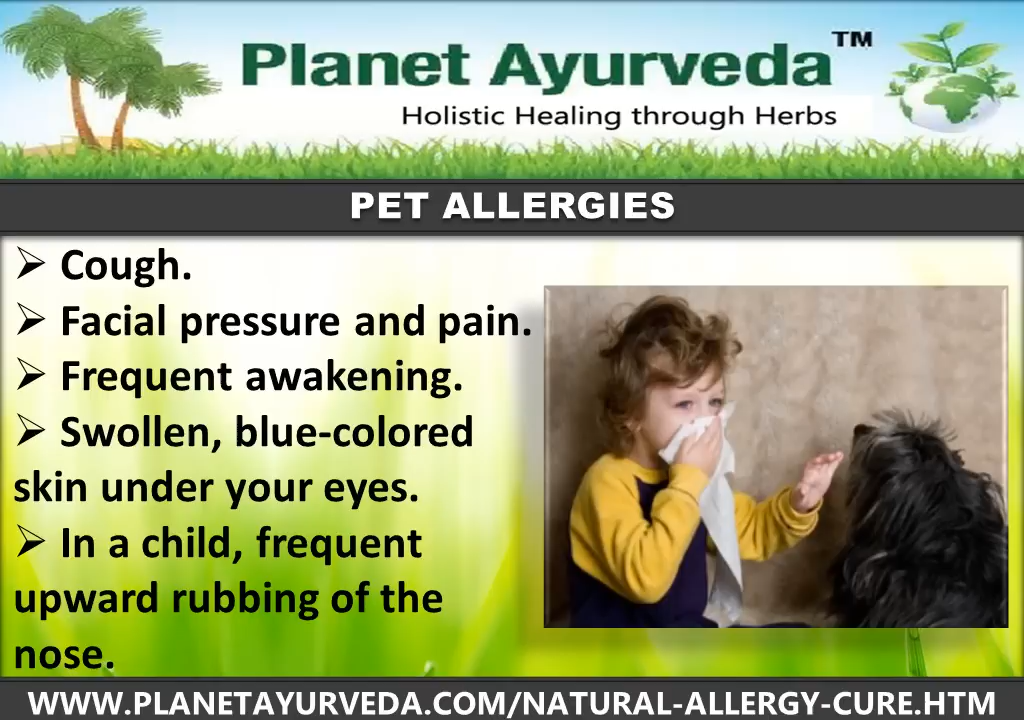 Planet Ayurveda™
Holistic Healing through Herbs
PET ALLERGIES
➢ Cough.
➢ Facial pressure and pain.
➢ Frequent awakening.
➢ Swollen, blue-colored
skin under your eyes.
➢ In a child, frequent
upward rubbing of the
nose.
WWW.PLANETAYURVEDA.COM/NATURAL-ALLERGY-CURE.HTM